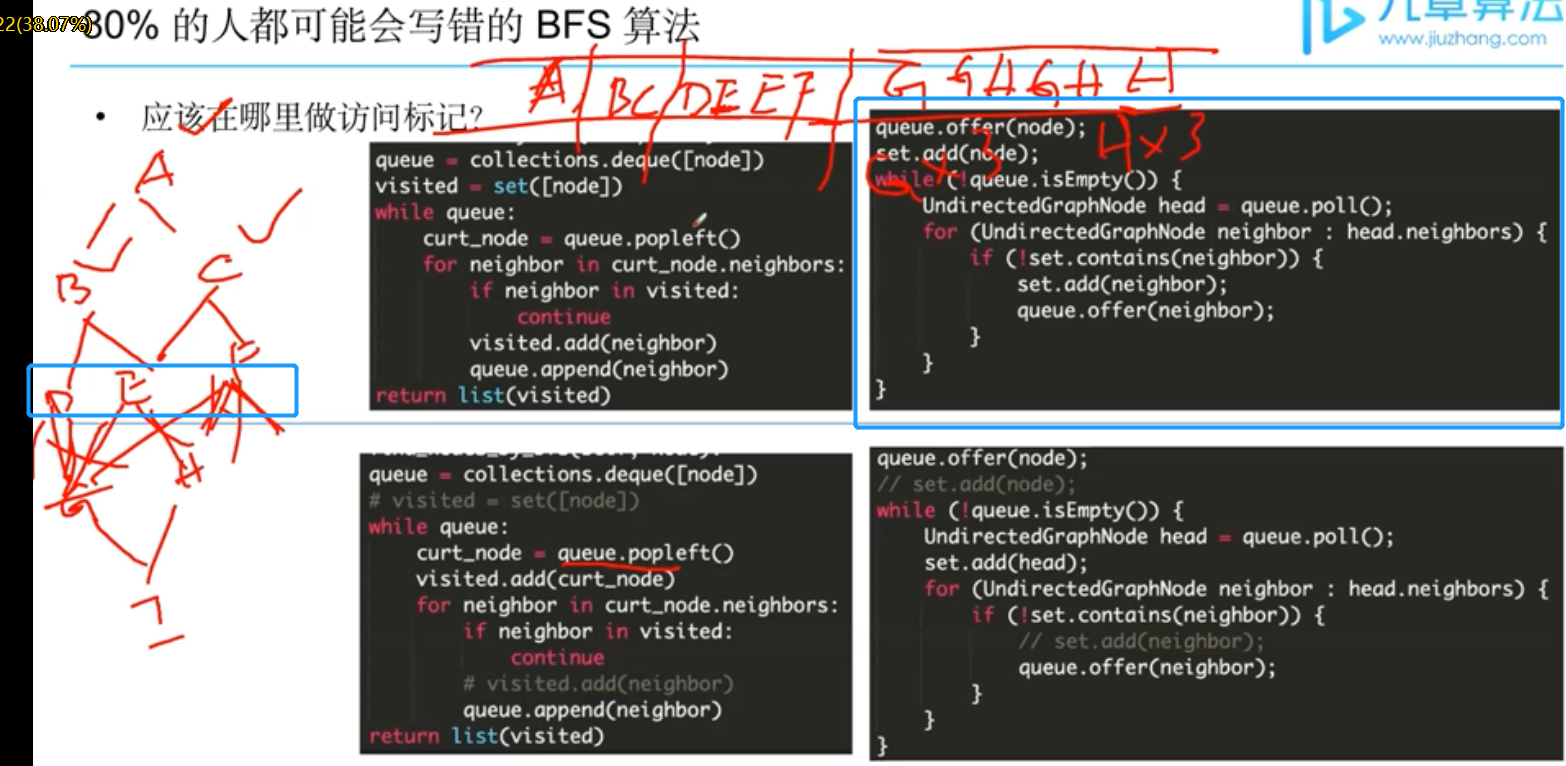 22(38.07%)
80% 的人都可能会写错的 BFS 算法
九章算法
www.jiuzhang.com
• 应该在哪里做访问标记？
A BC DEEF G G H G H H
G x 3
H x 3
A
B
C
D
E
F
G
H
I
queue = collections.deque([node])
visited = set([node])
while queue:
curt_node = queue.popleft()
for neighbor in curt_node.neighbors:
if neighbor in visited:
continue
visited.add(neighbor)
queue.append(neighbor)
return list(visited)
queue.offer(node);
set.add(node);
while (!queue.isEmpty()) {
UndirectedGraphNode head = queue.poll();
for (UndirectedGraphNode neighbor : head.neighbors) {
if (!set.contains(neighbor)) {
set.add(neighbor);
queue.offer(neighbor);
}
}
}
queue = collections.deque([node])
# visited = set([node])
while queue:
curt_node = queue.popleft()
visited.add(curt_node)
for neighbor in curt_node.neighbors:
if neighbor in visited:
continue
# visited.add(neighbor)
queue.append(neighbor)
return list(visited)
queue.offer(node);
// set.add(node);
while (!queue.isEmpty()) {
UndirectedGraphNode head = queue.poll();
set.add(head);
for (UndirectedGraphNode neighbor : head.neighbors) {
if (!set.contains(neighbor)) {
// set.add(neighbor);
queue.offer(neighbor);
}
}
}